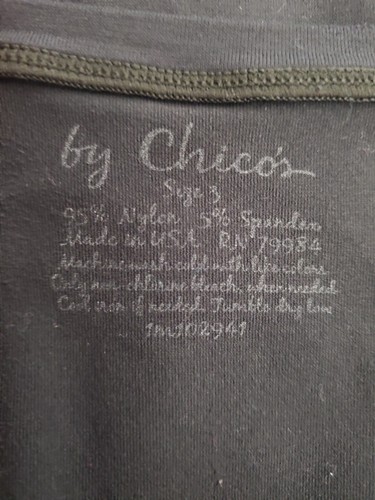 by Chico's
Size 3
95% Nylon 5% Spandex
Made in USA RN 79984
Machine wash cold with like colors
Only non-chlorine bleach, when needed
Cool iron if needed Tumble dry low
1m102941